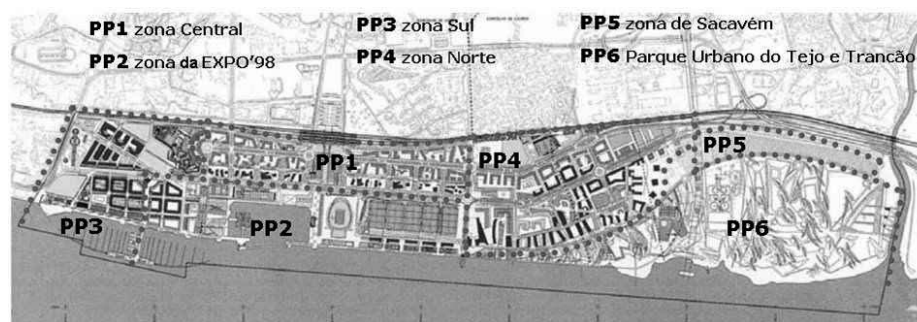 PP1 zona Central
PP2 zona da EXPO'98
PP3 zona Sul
PP4 zona Norte
PP5 zona de Sacavém
PP6 Parque Urbano do Tejo e Trancão
PP1
PP4
PP5
PP3
PP2
PP6